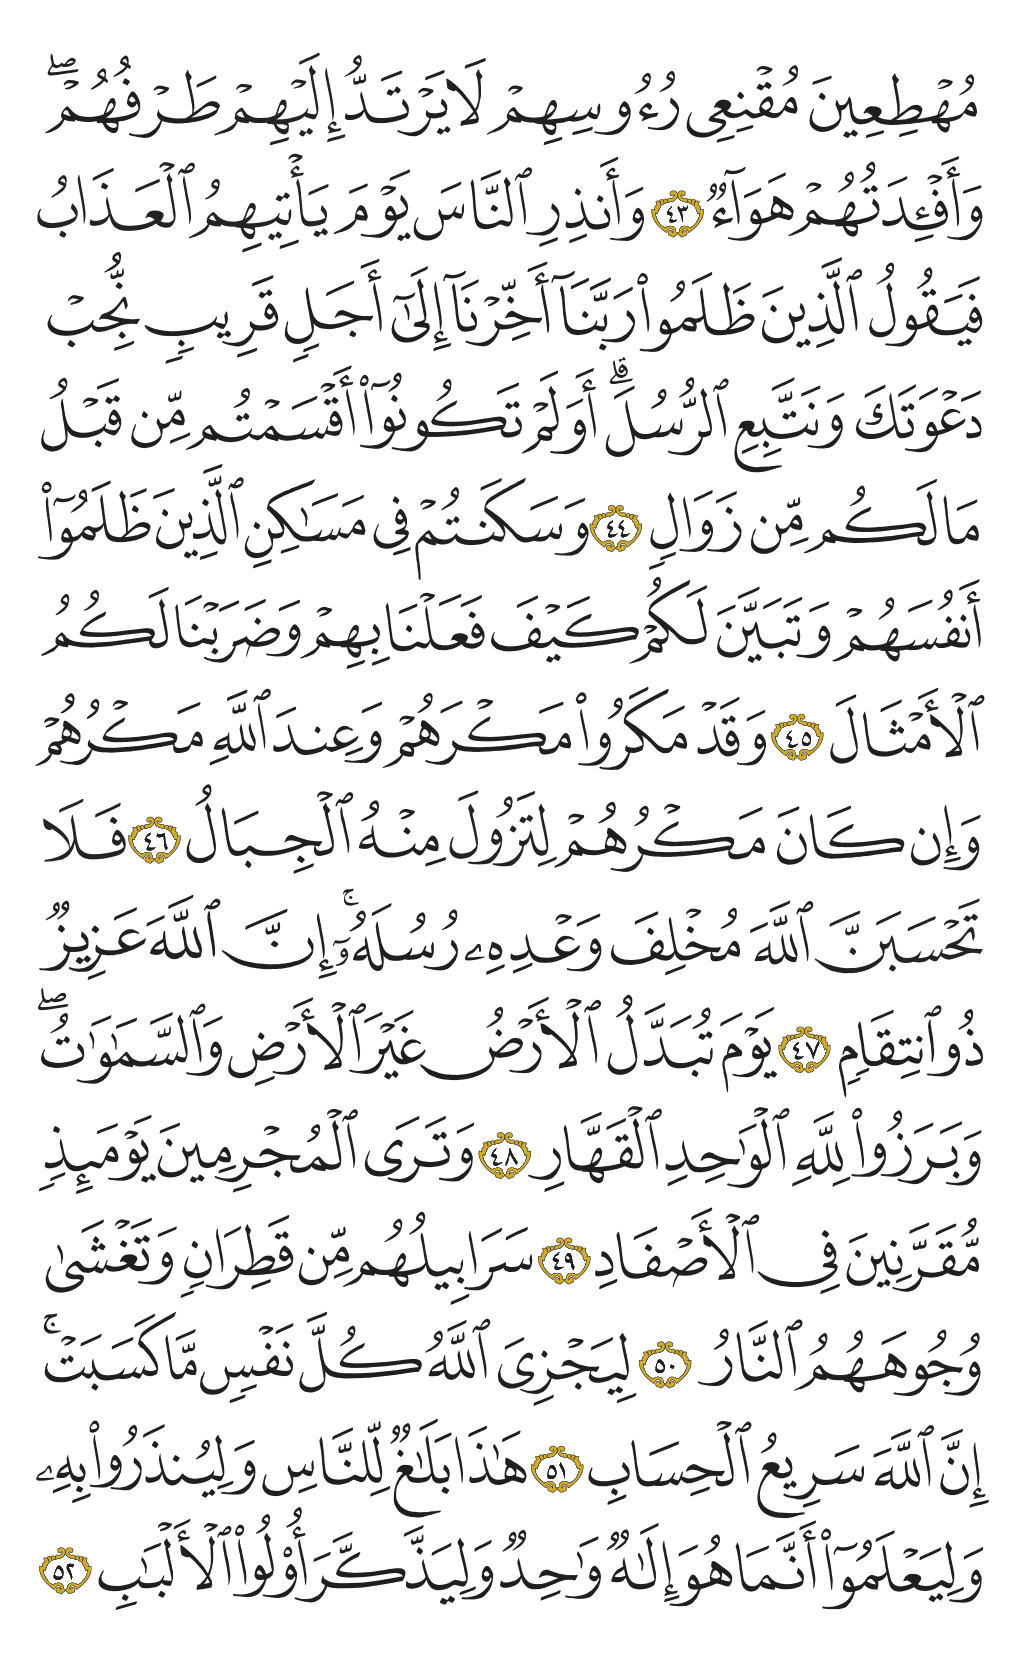 مُهْطِعِينَ مُقْنِعِى رُءُوسِهِمْ لَا يَرْتَدُّ إِلَيْهِمْ طَرْفُهُمْ ۖ
وَأَفْـِٔدَتُهُمْ هَوَآءٌ ٤٣ وَأَنذِرِ ٱلنَّاسَ يَوْمَ يَأْتِيهِمُ ٱلْعَذَابُ
فَيَقُولُ ٱلَّذِينَ ظَلَمُوا۟ رَبَّنَآ أَخِّرْنَآ إِلَىٰٓ أَجَلٍ قَرِيبٍ نُّجِبْ
دَعْوَتَكَ وَنَتَّبِعِ ٱلرُّسُلَ ۗ أَوَلَمْ تَكُونُوٓا۟ أَقْسَمْتُم مِّن قَبْلُ
مَا لَكُم مِّن زَوَالٍ ٤٤ وَسَكَنتُمْ فِى مَسَٰكِنِ ٱلَّذِينَ ظَلَمُوٓا۟
أَنفُسَهُمْ وَتَبَيَّنَ لَكُمْ كَيْفَ فَعَلْنَا بِهِمْ وَضَرَبْنَا لَكُمُ
ٱلْأَمْثَالَ ٤٥ وَقَدْ مَكَرُوا۟ مَكْرَهُمْ وَعِندَ ٱللَّهِ مَكْرُهُمْ
وَإِن كَانَ مَكْرُهُمْ لِتَزُولَ مِنْهُ ٱلْجِبَالُ ٤٦ فَلَا
تَحْسَبَنَّ ٱللَّهَ مُخْلِفَ وَعْدِهِۦ رُسُلَهُۥٓ ۚ إِنَّ ٱللَّهَ عَزِيزٌ
ذُو ٱنتِقَامٍ ٤٧ يَوْمَ تُبَدَّلُ ٱلْأَرْضُ غَيْرَ ٱلْأَرْضِ وَٱلسَّمَٰوَٰتُ ۖ
وَبَرَزُوا۟ لِلَّهِ ٱلْوَٰحِدِ ٱلْقَهَّارِ ٤٨ وَتَرَى ٱلْمُجْرِمِينَ يَوْمَئِذٍ
مُّقَرَّنِينَ فِى ٱلْأَصْفَادِ ٤٩ سَرَابِيلُهُم مِّن قَطِرَانٍ وَتَغْشَىٰ
وُجُوهَهُمُ ٱلنَّارُ ٥٠ لِيَجْزِىَ ٱللَّهُ كُلَّ نَفْسٍ مَّا كَسَبَتْ ۚ
إِنَّ ٱللَّهَ سَرِيعُ ٱلْحِسَابِ ٥١ هَٰذَا بَلَٰغٌ لِّلنَّاسِ وَلِيُنذَرُوا۟ بِهِۦ
وَلِيَعْلَمُوٓا۟ أَنَّمَا هُوَ إِلَٰهٌ وَٰحِدٌ وَلِيَذَّكَّرَ أُو۟لُوا۟ ٱلْأَلْبَٰبِ ٥٢